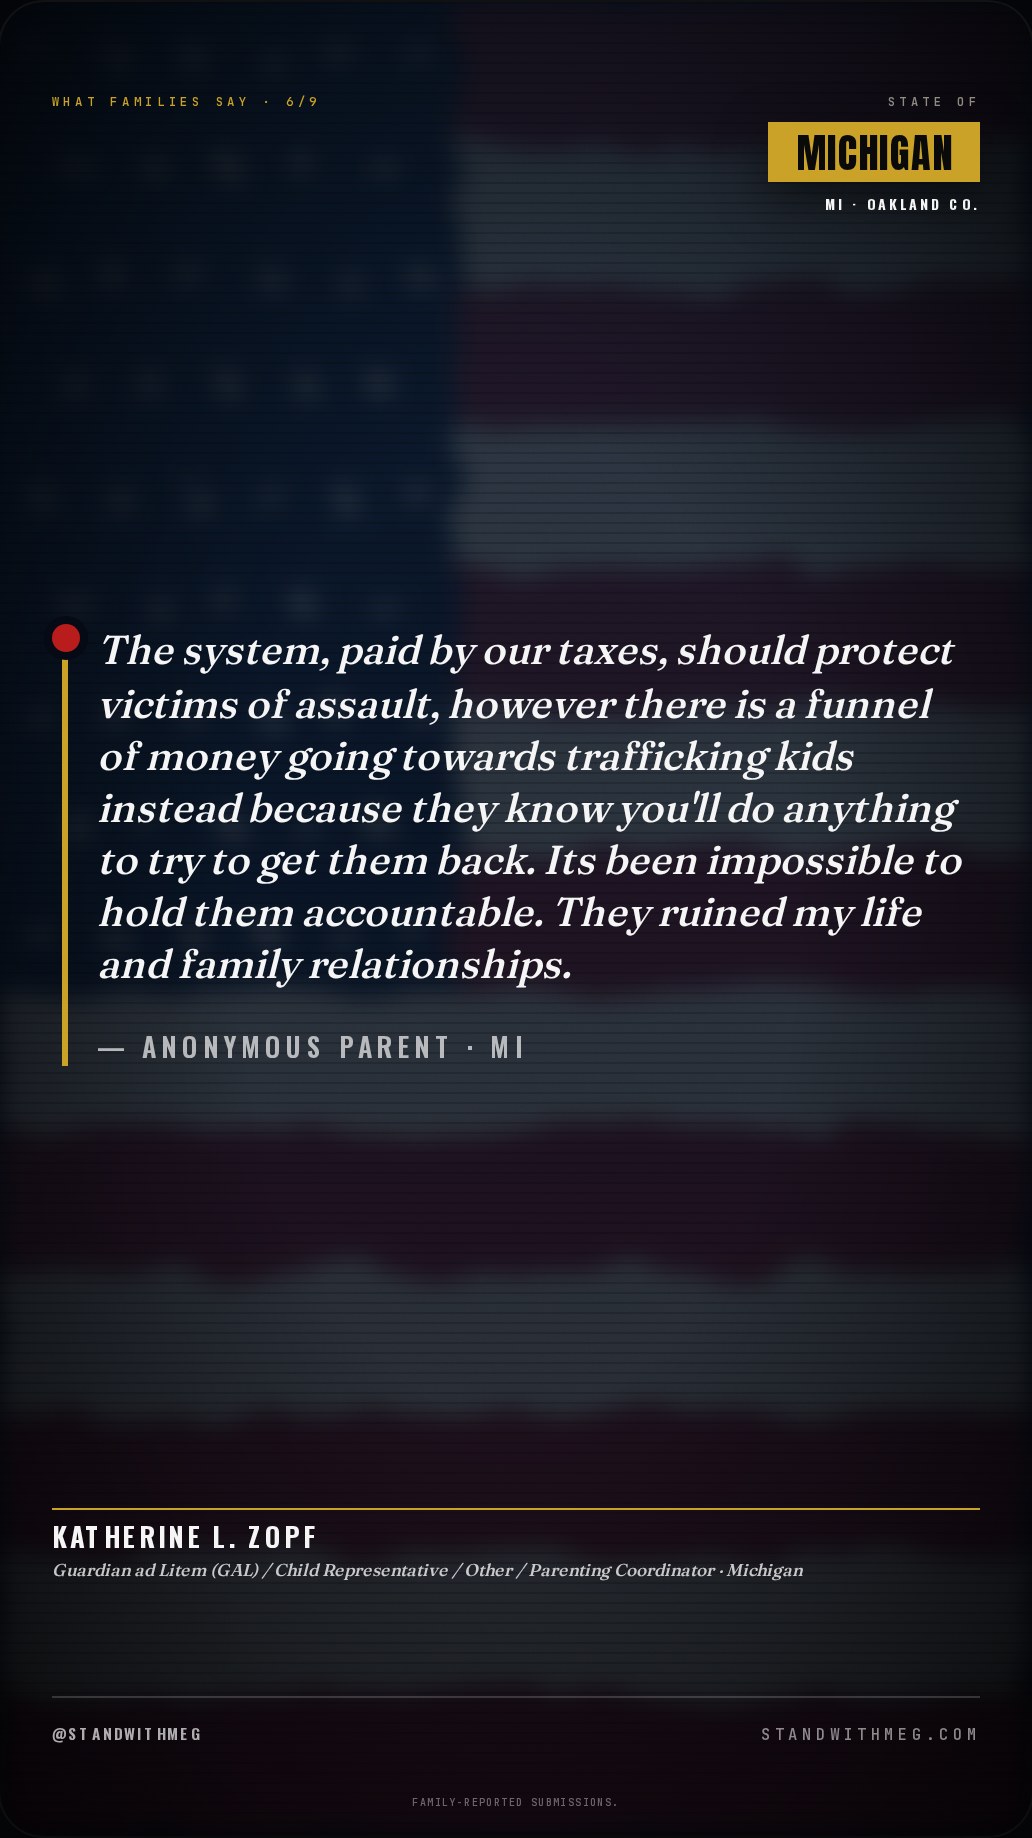 WHAT FAMILIES SAY · 6/9
STATE OF
MICHIGAN
MI · OAKLAND CO.
The system, paid by our taxes, should protect
victims of assault, however there is a funnel
of money going towards trafficking kids
instead because they know you'll do anything
to try to get them back. Its been impossible to
hold them accountable. They ruined my life
and family relationships.
— ANONYMOUS PARENT · MI
KATHERINE L. ZOPF
Guardian ad Litem (GAL) / Child Representative / Other / Parenting Coordinator · Michigan
@STANDWITHMEG
STANDWITHMEG.COM
FAMILY-REPORTED SUBMISSIONS.